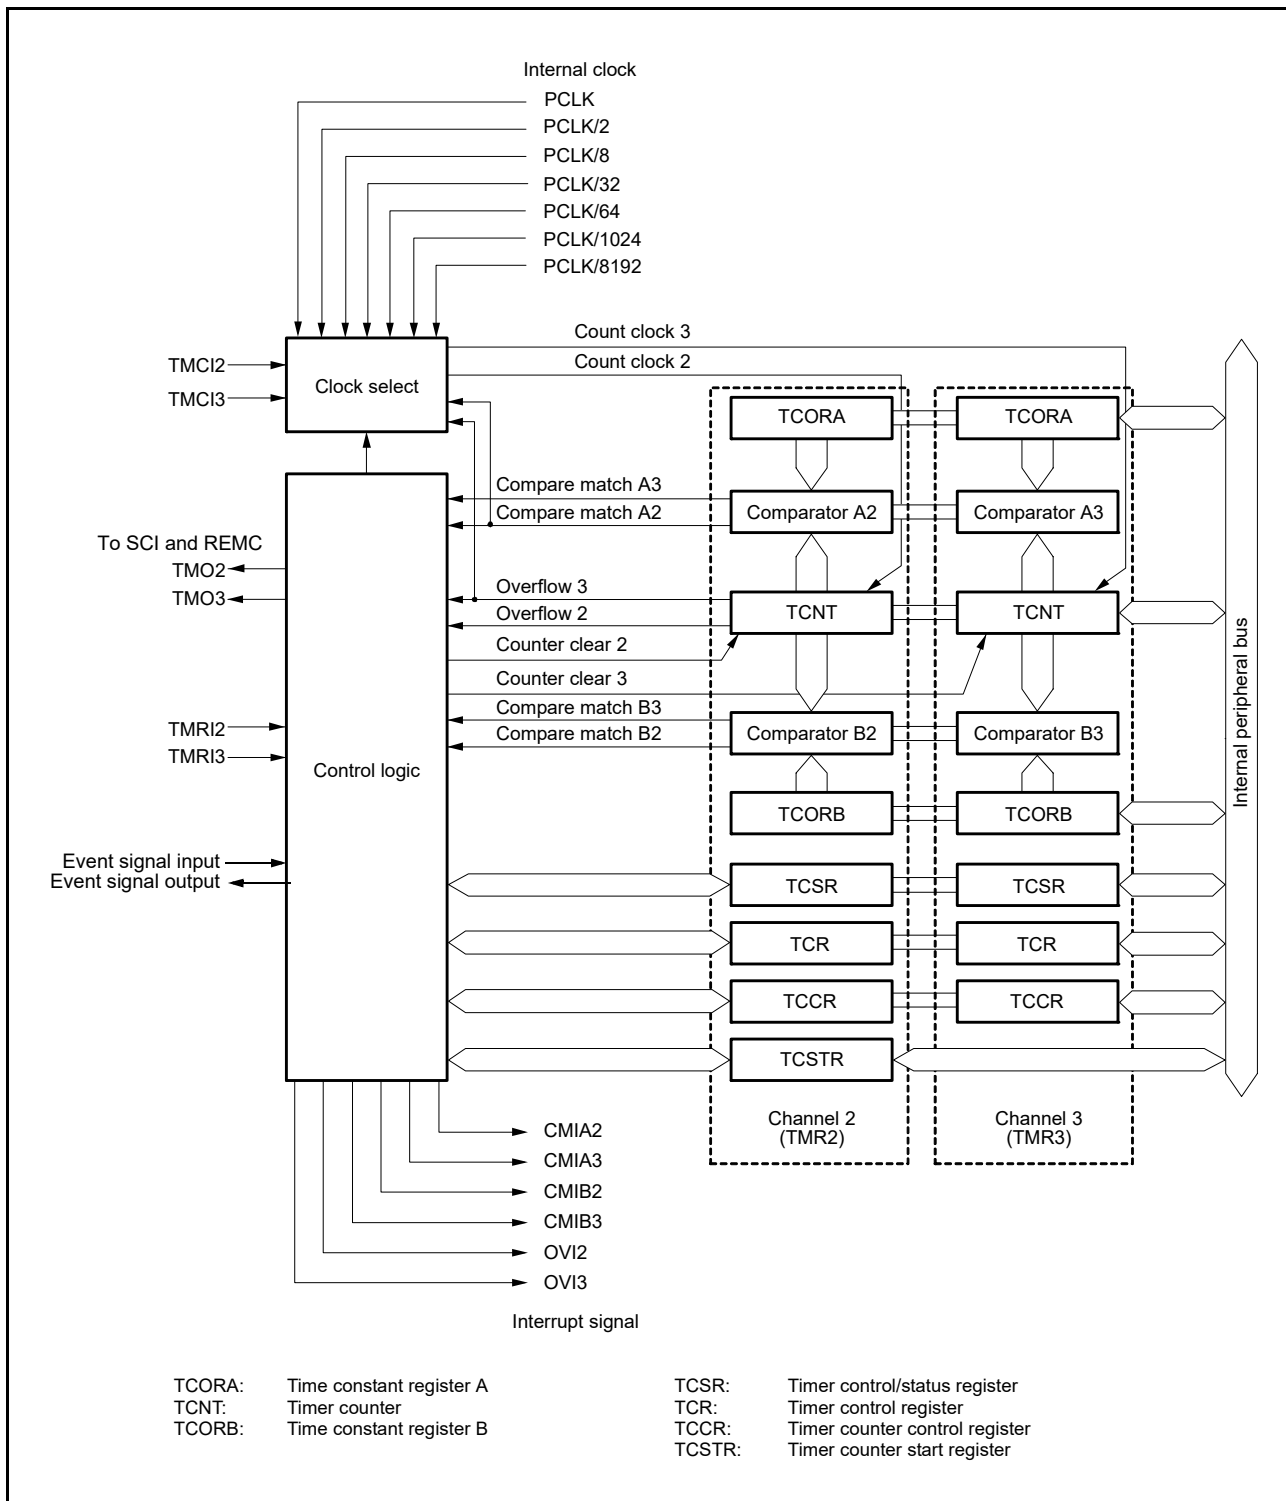 Internal clock
PCLK
PCLK/2
PCLK/8
PCLK/32
PCLK/64
PCLK/1024
PCLK/8192
Count clock 3
Count clock 2
TMCI2
TMCI3
Clock select
TCORA
TCORA
Compare match A3
Compare match A2
Comparator A2
Comparator A3
To SCI and REMC
TMO2
TMO3
Overflow 3
Overflow 2
TCNT
TCNT
Counter clear 2
Counter clear 3
Compare match B3
Compare match B2
Comparator B2
Comparator B3
TMRI2
TMRI3
Control logic
Internal peripheral bus
TCORB
TCORB
Event signal input
Event signal output
TCSR
TCSR
TCR
TCR
TCCR
TCCR
TCSTR
Channel 2
(TMR2)
Channel 3
(TMR3)
CMIA2
CMIA3
CMIB2
CMIB3
OVI2
OVI3
Interrupt signal
TCORA: Time constant register A
TCNT: Timer counter
TCORB: Time constant register B
TCSR: Timer control/status register
TCR: Timer control register
TCCR: Timer counter control register
TCSTR: Timer counter start register